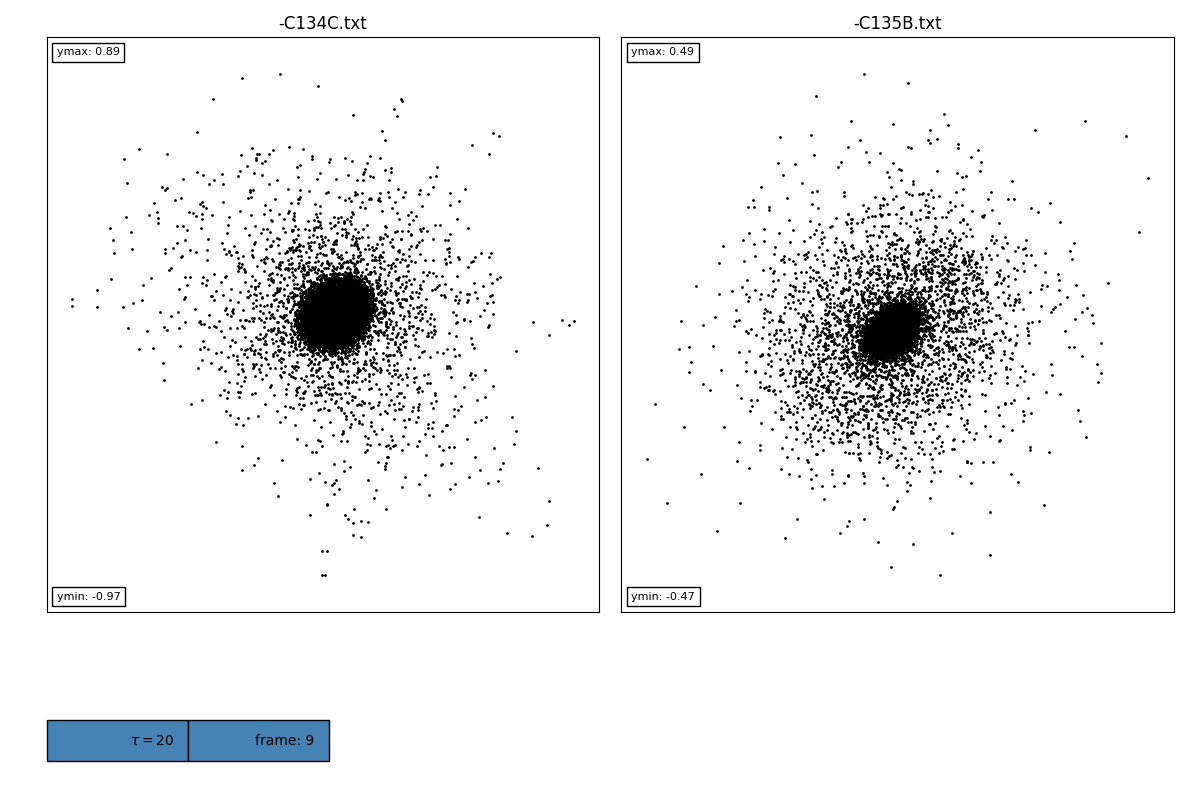 -C134C.txt
-C135B.txt
ymax: 0.89
ymax: 0.49
ymin: -0.97
ymin: -0.47
τ = 20
frame: 9